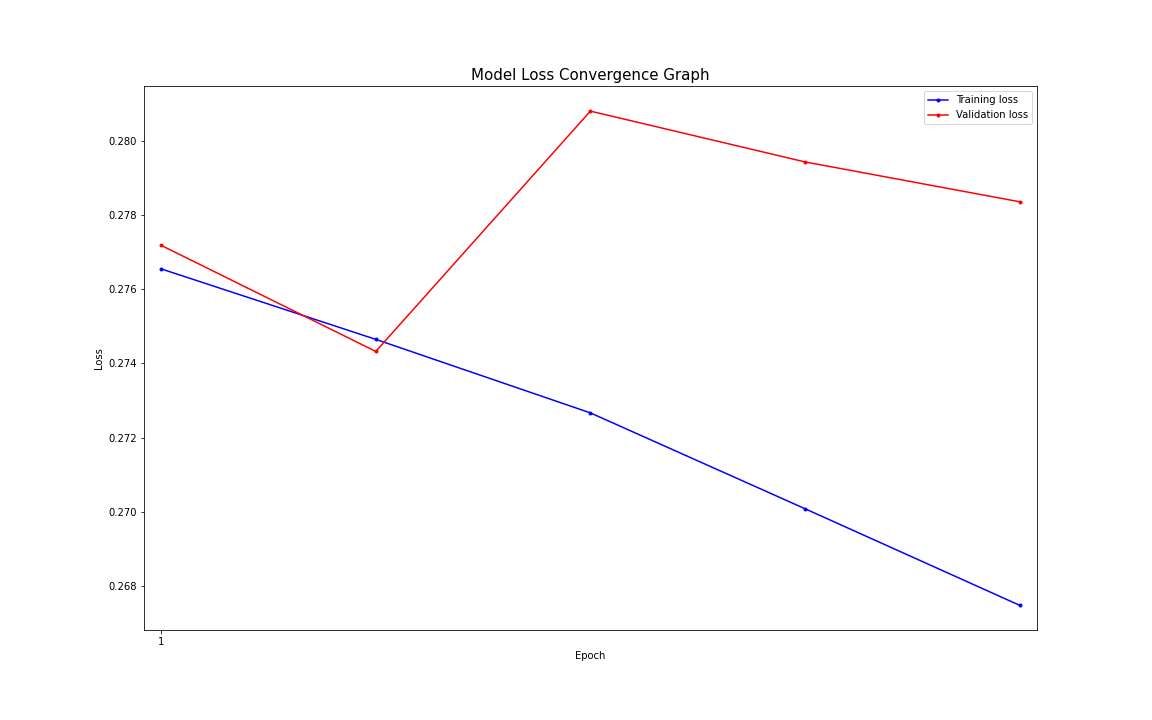 Model Loss Convergence Graph
Training loss
Validation loss
0.280
0.278
0.276
0.274
0.272
0.270
0.268
Loss
1
Epoch